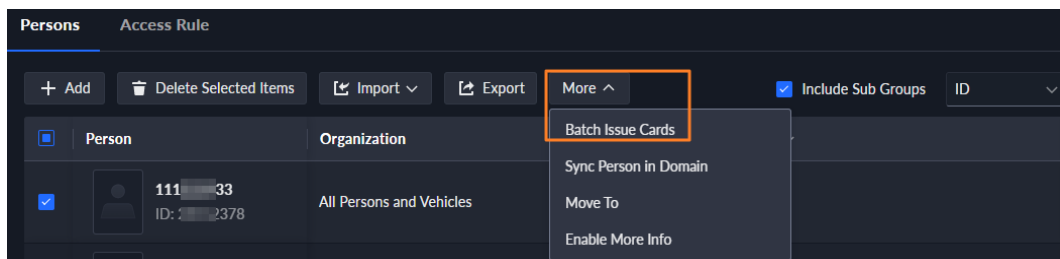 Persons Access Rule
+ Add Delete Selected Items Import Export More Include Sub Groups ID
Person Organization
Batch Issue Cards
Sync Person in Domain
111 33
ID: 2378
All Persons and Vehicles
Move To
Enable More Info